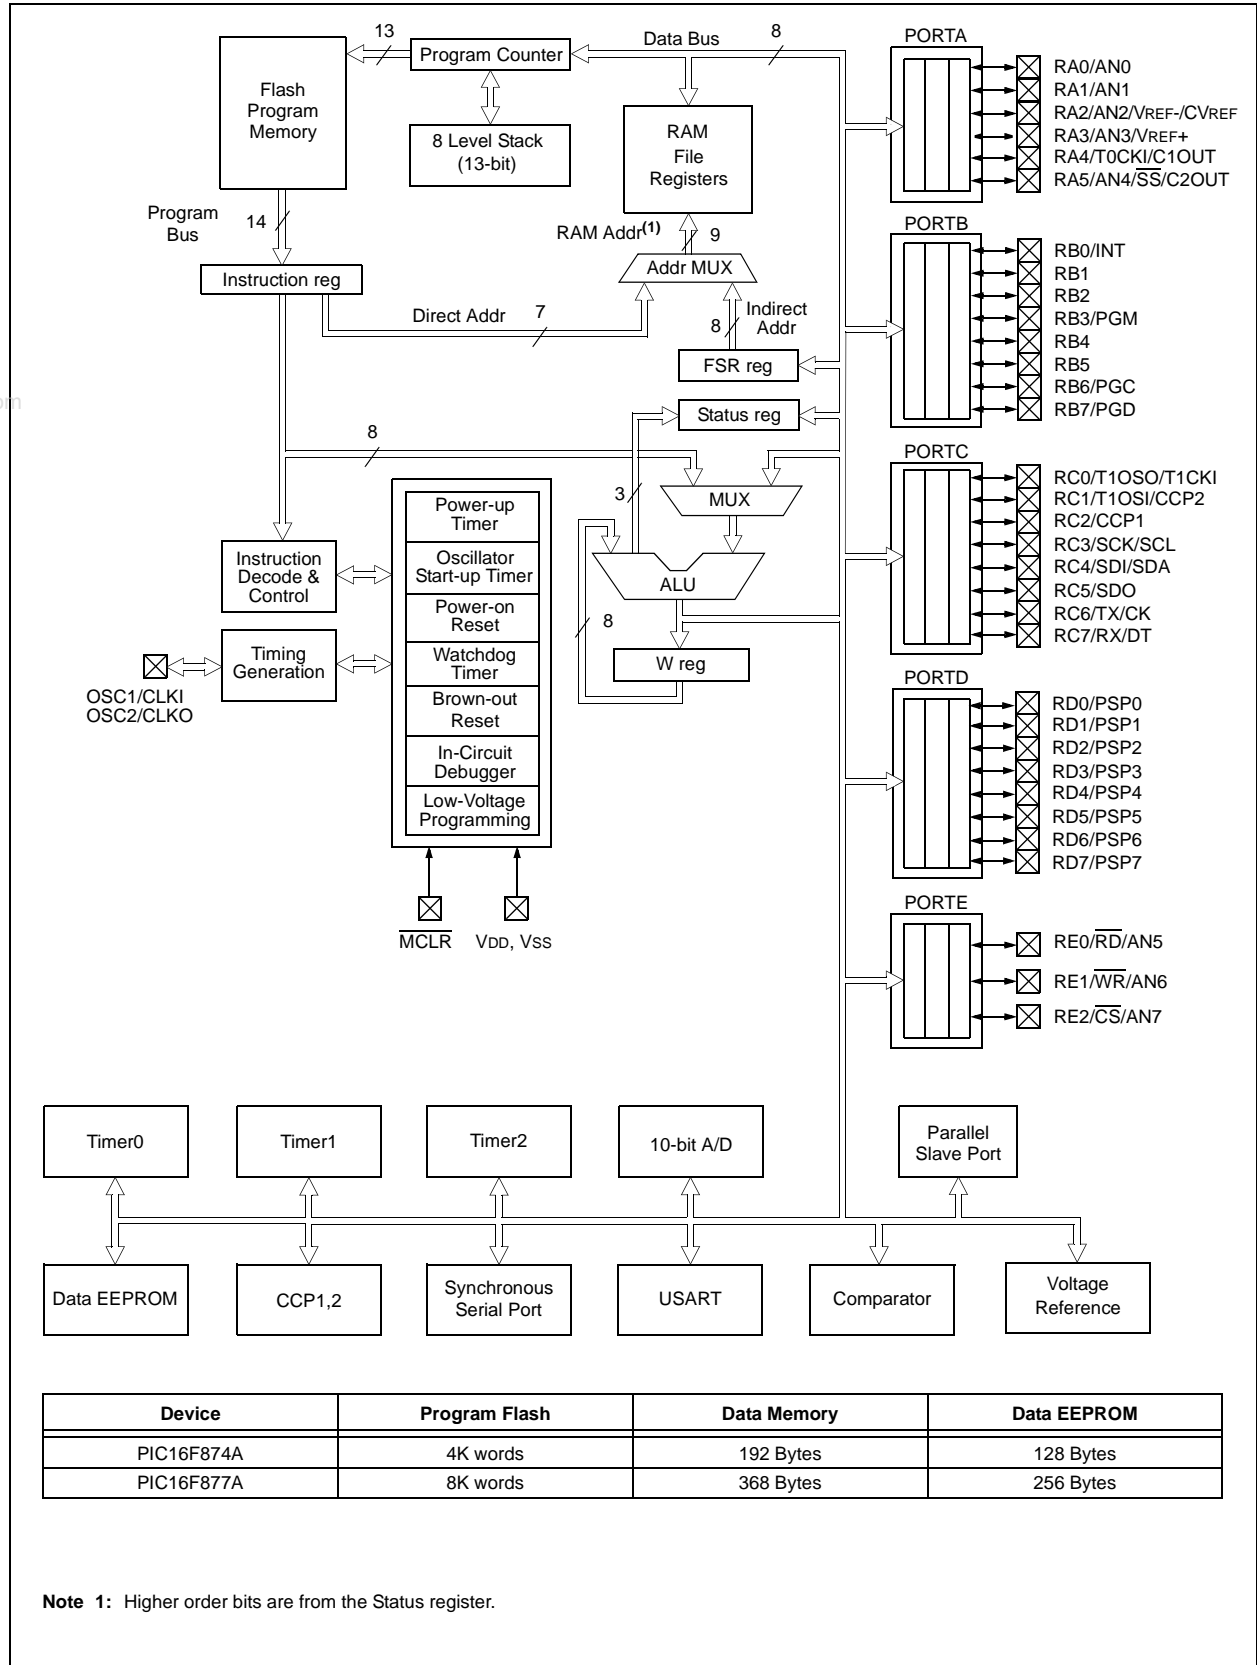 13
Data Bus
8
PORTA
Program Counter
Flash
Program
Memory
8 Level Stack
(13-bit)
RAM
File
Registers
RA0/AN0
RA1/AN1
RA2/AN2/VREF-/CVREF
RA3/AN3/VREF+
RA4/T0CKI/C1OUT
RA5/AN4/SS/C2OUT
Program
Bus
14
RAM Addr(1)
9
PORTB
Instruction reg
Addr MUX
RB0/INT
RB1
RB2
RB3/PGM
RB4
RB5
RB6/PGC
RB7/PGD
Direct Addr
7
8
Indirect
Addr
FSR reg
om
Status reg
8
3
MUX
PORTC
RC0/T1OSO/T1CKI
RC1/T1OSI/CCP2
RC2/CCP1
RC3/SCK/SCL
RC4/SDI/SDA
RC5/SDO
RC6/TX/CK
RC7/RX/DT
Power-up
Timer
Oscillator
Start-up Timer
Power-on
Reset
Watchdog
Timer
Brown-out
Reset
In-Circuit
Debugger
Low-Voltage
Programming
Instruction
Decode &
Control
Timing
Generation
OSC1/CLKI
OSC2/CLKO
ALU
8
W reg
PORTD
RD0/PSP0
RD1/PSP1
RD2/PSP2
RD3/PSP3
RD4/PSP4
RD5/PSP5
RD6/PSP6
RD7/PSP7
MCLR
VDD, VSS
PORTE
RE0/RD/AN5
RE1/WR/AN6
RE2/CS/AN7
Timer0
Timer1
Timer2
10-bit A/D
Parallel
Slave Port
Data EEPROM
CCP1,2
Synchronous
Serial Port
USART
Comparator
Voltage
Reference
Device Program Flash Data Memory Data EEPROM
PIC16F874A 4K words 192 Bytes 128 Bytes
PIC16F877A 8K words 368 Bytes 256 Bytes
Note 1: Higher order bits are from the Status register.